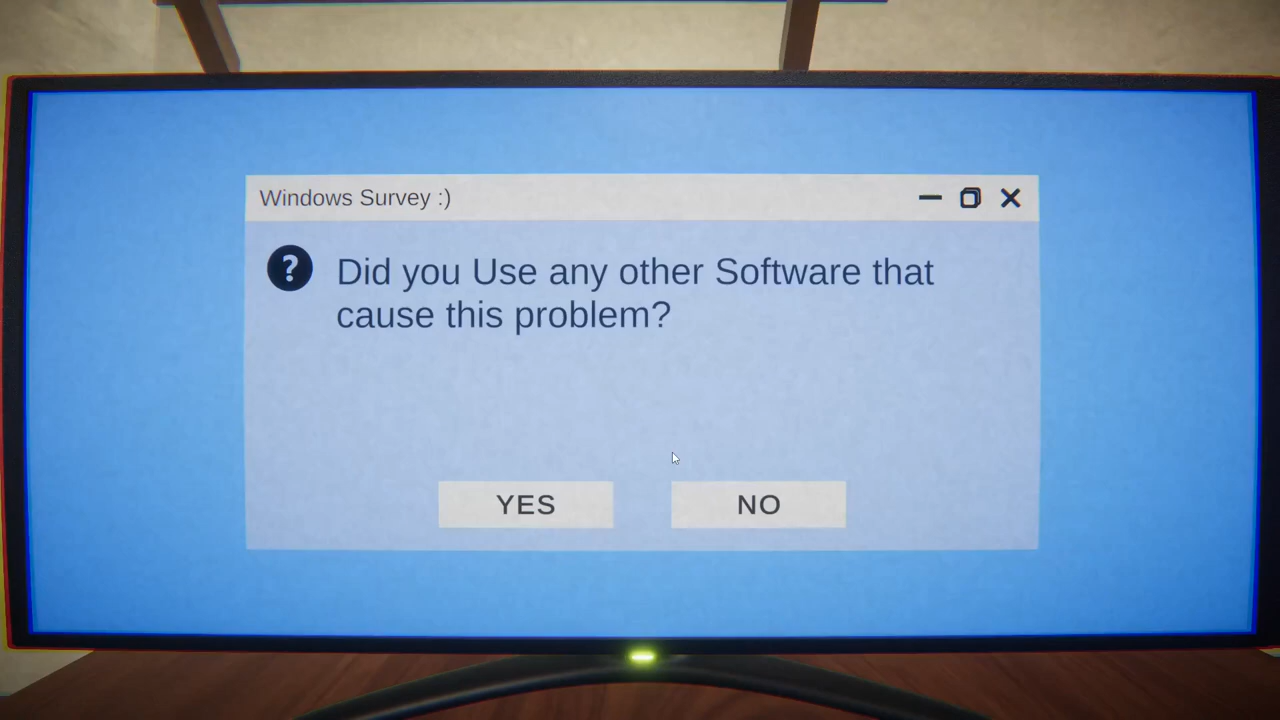 Windows Survey :)
?
Did you Use any other Software that
cause this problem?
YES
NO